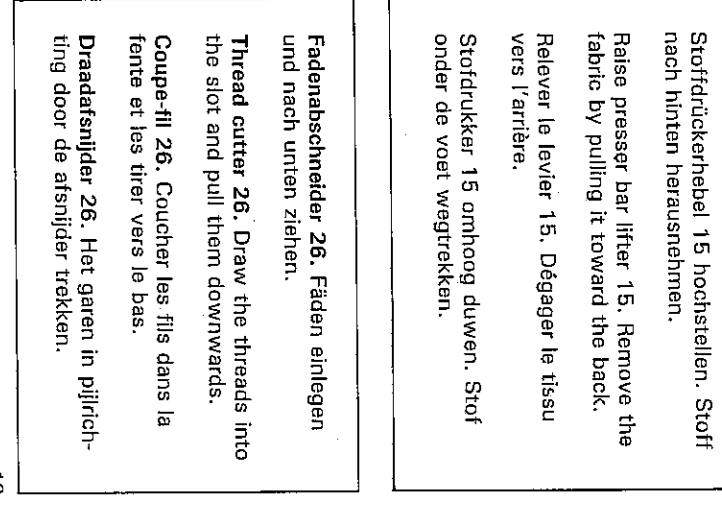 Stoffdrückerhebel 15 hochstellen. Stoff
nach hinten herausnehmen.
Raise presser bar lifter 15. Remove the
fabric by pulling it toward the back.
Relever le levier 15. Dégager le tissu
vers l'arrière.
Stofdrukker 15 omhoog duwen. Stof
onder de voet wegtrekken.
Fadenabschneider 26. Fäden einlegen
und nach unten ziehen.
Thread cutter 26. Draw the threads into
the slot and pull them downwards.
Coupe-fil 26. Coucher les fils dans la
fente et les tirer vers le bas.
Draadafsnijder 26. Het garen in pijlrich-
ting door de afsnijder trekken.